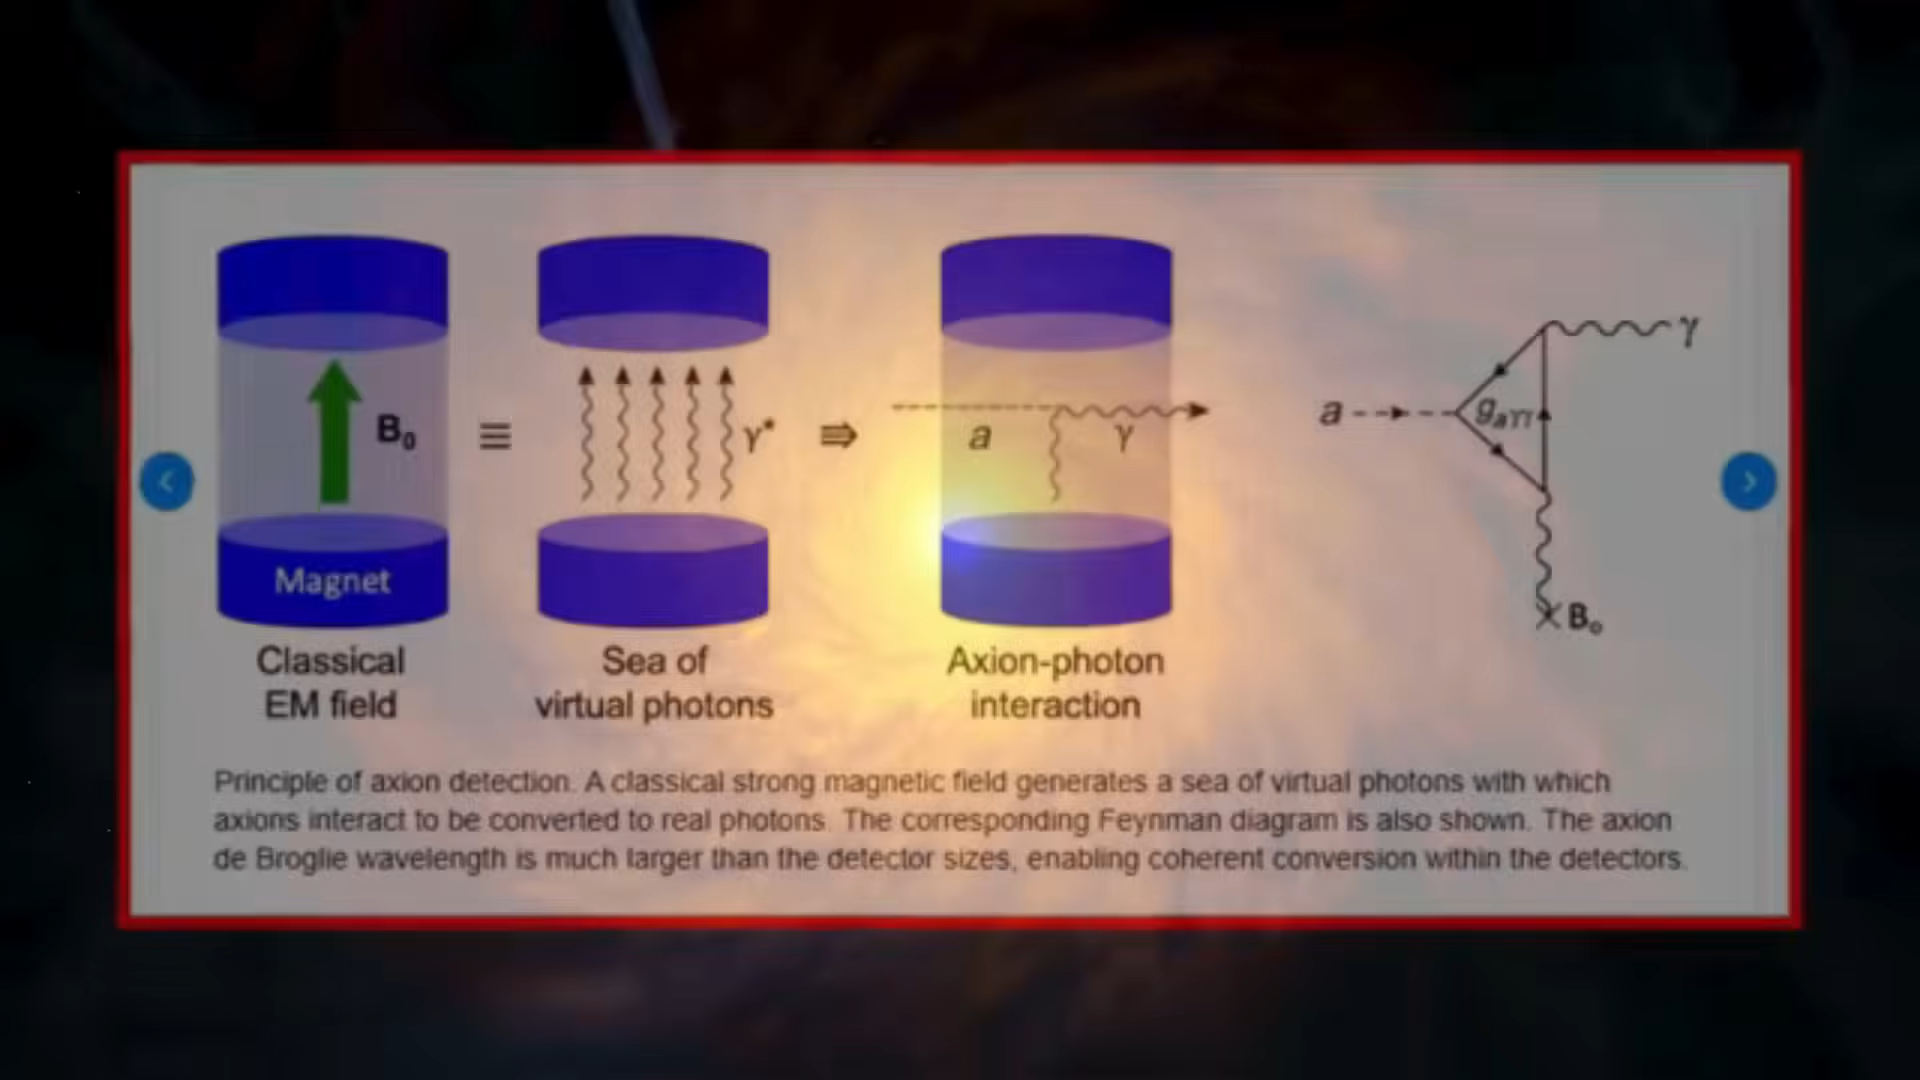 B₀
≡
γ*
⇛
a
γ
a
g_aγγ
γ
B₀
Magnet
Classical
EM field
Sea of
virtual photons
Axion-photon
interaction
Principle of axion detection. A classical strong magnetic field generates a sea of virtual photons with which
axions interact to be converted to real photons. The corresponding Feynman diagram is also shown. The axion
de Broglie wavelength is much larger than the detector sizes, enabling coherent conversion within the detectors.